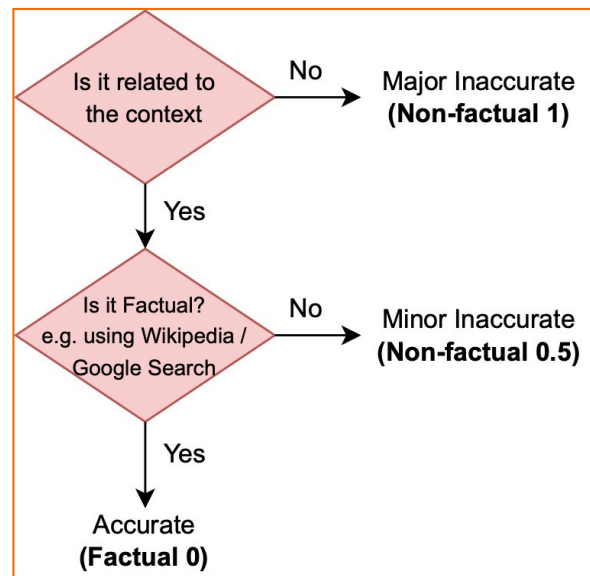 Is it related to
the context
No
Major Inaccurate
(Non-factual 1)
Yes
Is it Factual?
e.g. using Wikipedia /
Google Search
No
Minor Inaccurate
(Non-factual 0.5)
Yes
Accurate
(Factual 0)